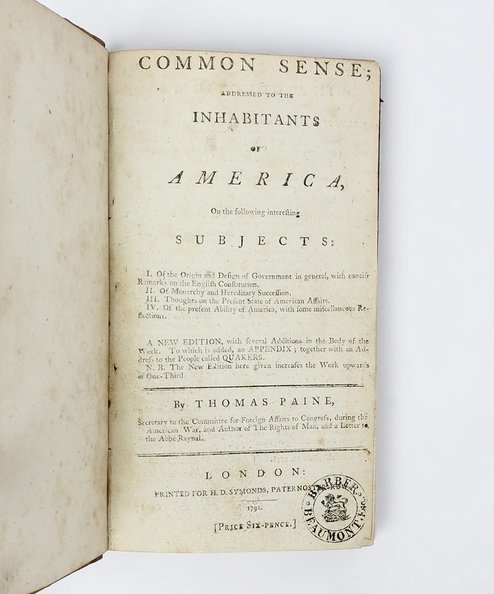 COMMON SENSE;
ADDRESSED TO THE
INHABITANTS
OF
AMERICA,
On the following intereſting
SUBJECTS:
I. Of the Origin and Deſign of Government in general, with conciſe
Remarks on the Engliſh Conſtitution.
II. Of Monarchy and Hereditary Succeſſion.
III. Thoughts on the Preſent State of American Affairs.
IV. Of the preſent Ability of America, with ſome miſcellaneous Re-
flections.
A NEW EDITION, with ſeveral Additions in the Body of the
Work. To which is added, an APPENDIX; together with an Ad-
dreſs to the People called QUAKERS.
N. B. The New Edition here given increaſes the Work upwards
of One-Third.
By THOMAS PAINE,
Secretary to the Committee for Foreign Affairs to Congreſs, during the
American War, and Author of The Rights of Man, and a Letter to
the Abbe Raynal.
LONDON:
PRINTED FOR H. D. SYMONDS,
1792.
[PRICE SIX-PENCE.]
BARBER
BEAUMONT, Esq.